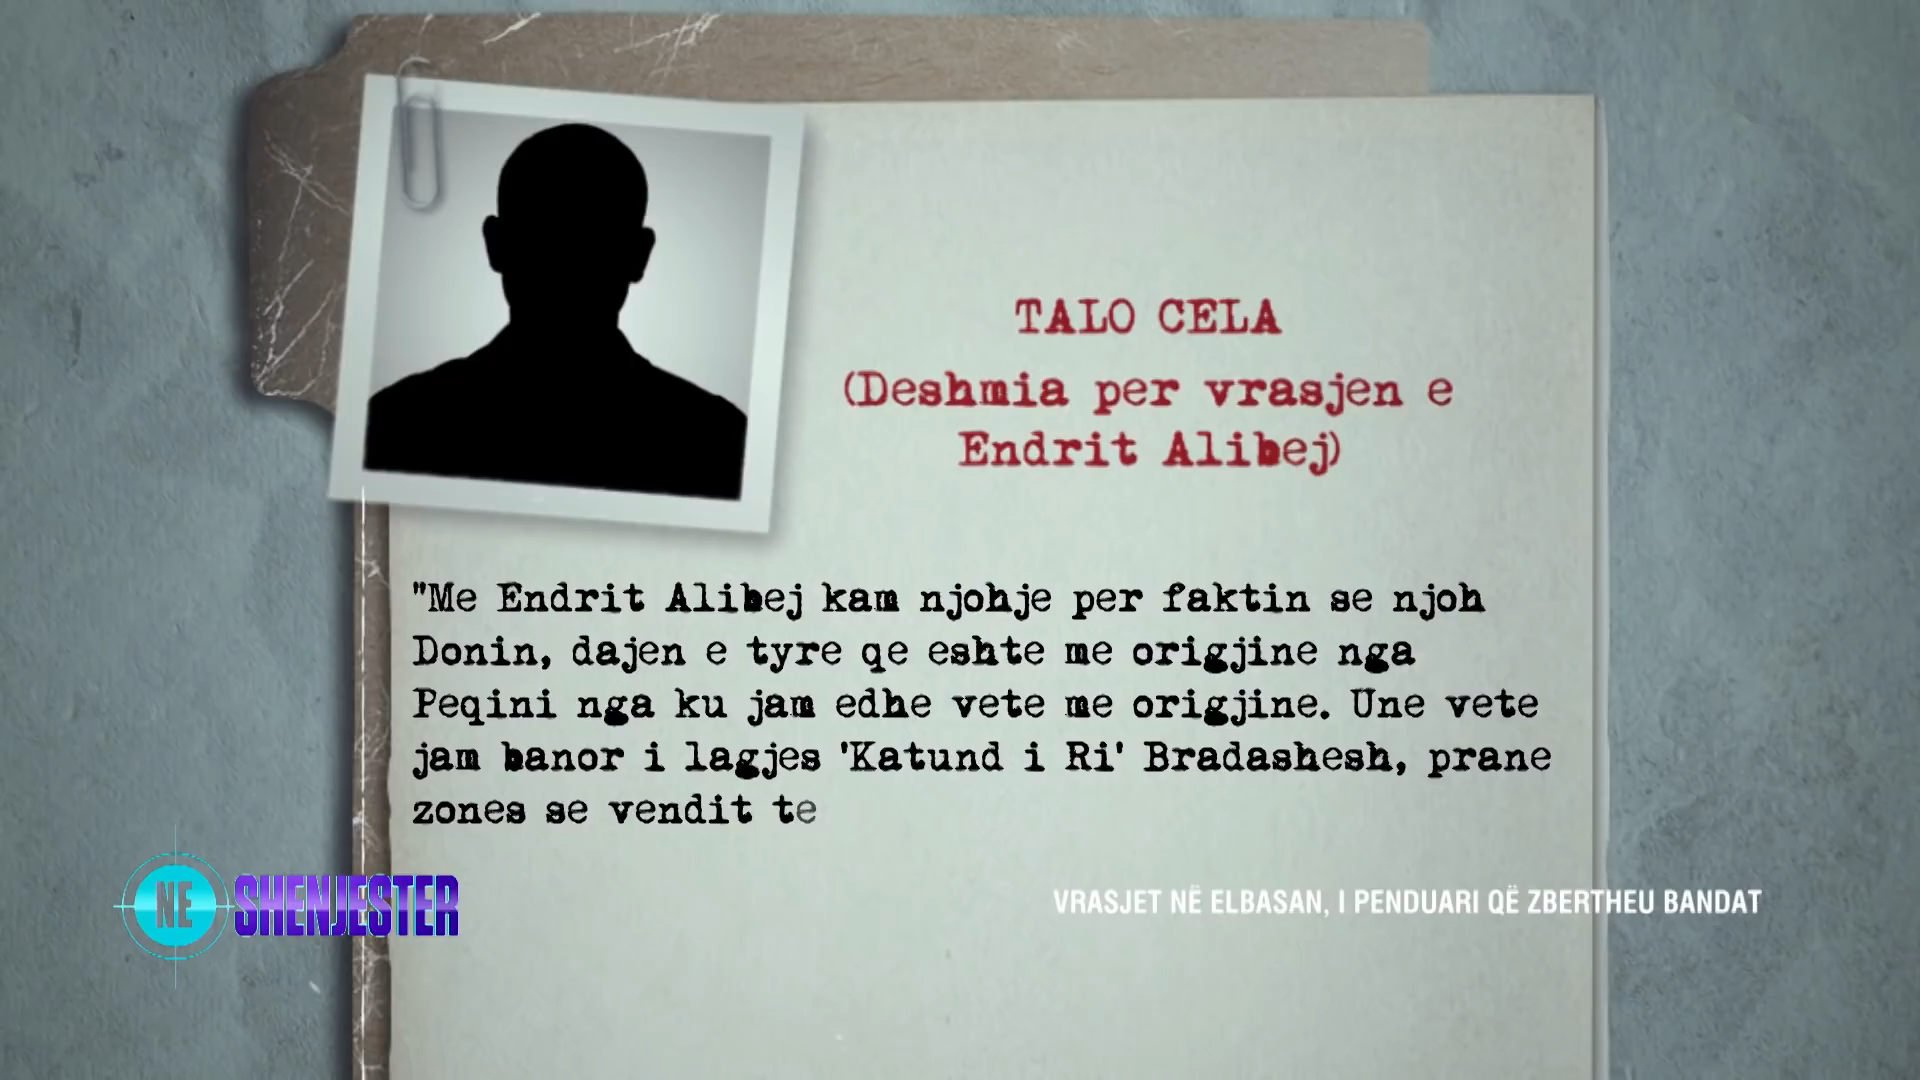 TALO CELA
(Deshmia per vrasjen e
Endrit Alibej)
"Me Endrit Alibej kam njohje per faktin se njoh
Donin, dajen e tyre qe eshte me origjine nga
Peqini nga ku jam edhe vete me origjine. Une vete
jam banor i lagjes 'Katund i Ri' Bradashesh, prane
zones se vendit te
NE SHENJESTER
VRASJET NË ELBASAN, I PENDUARI QË ZBERTHEU BANDAT